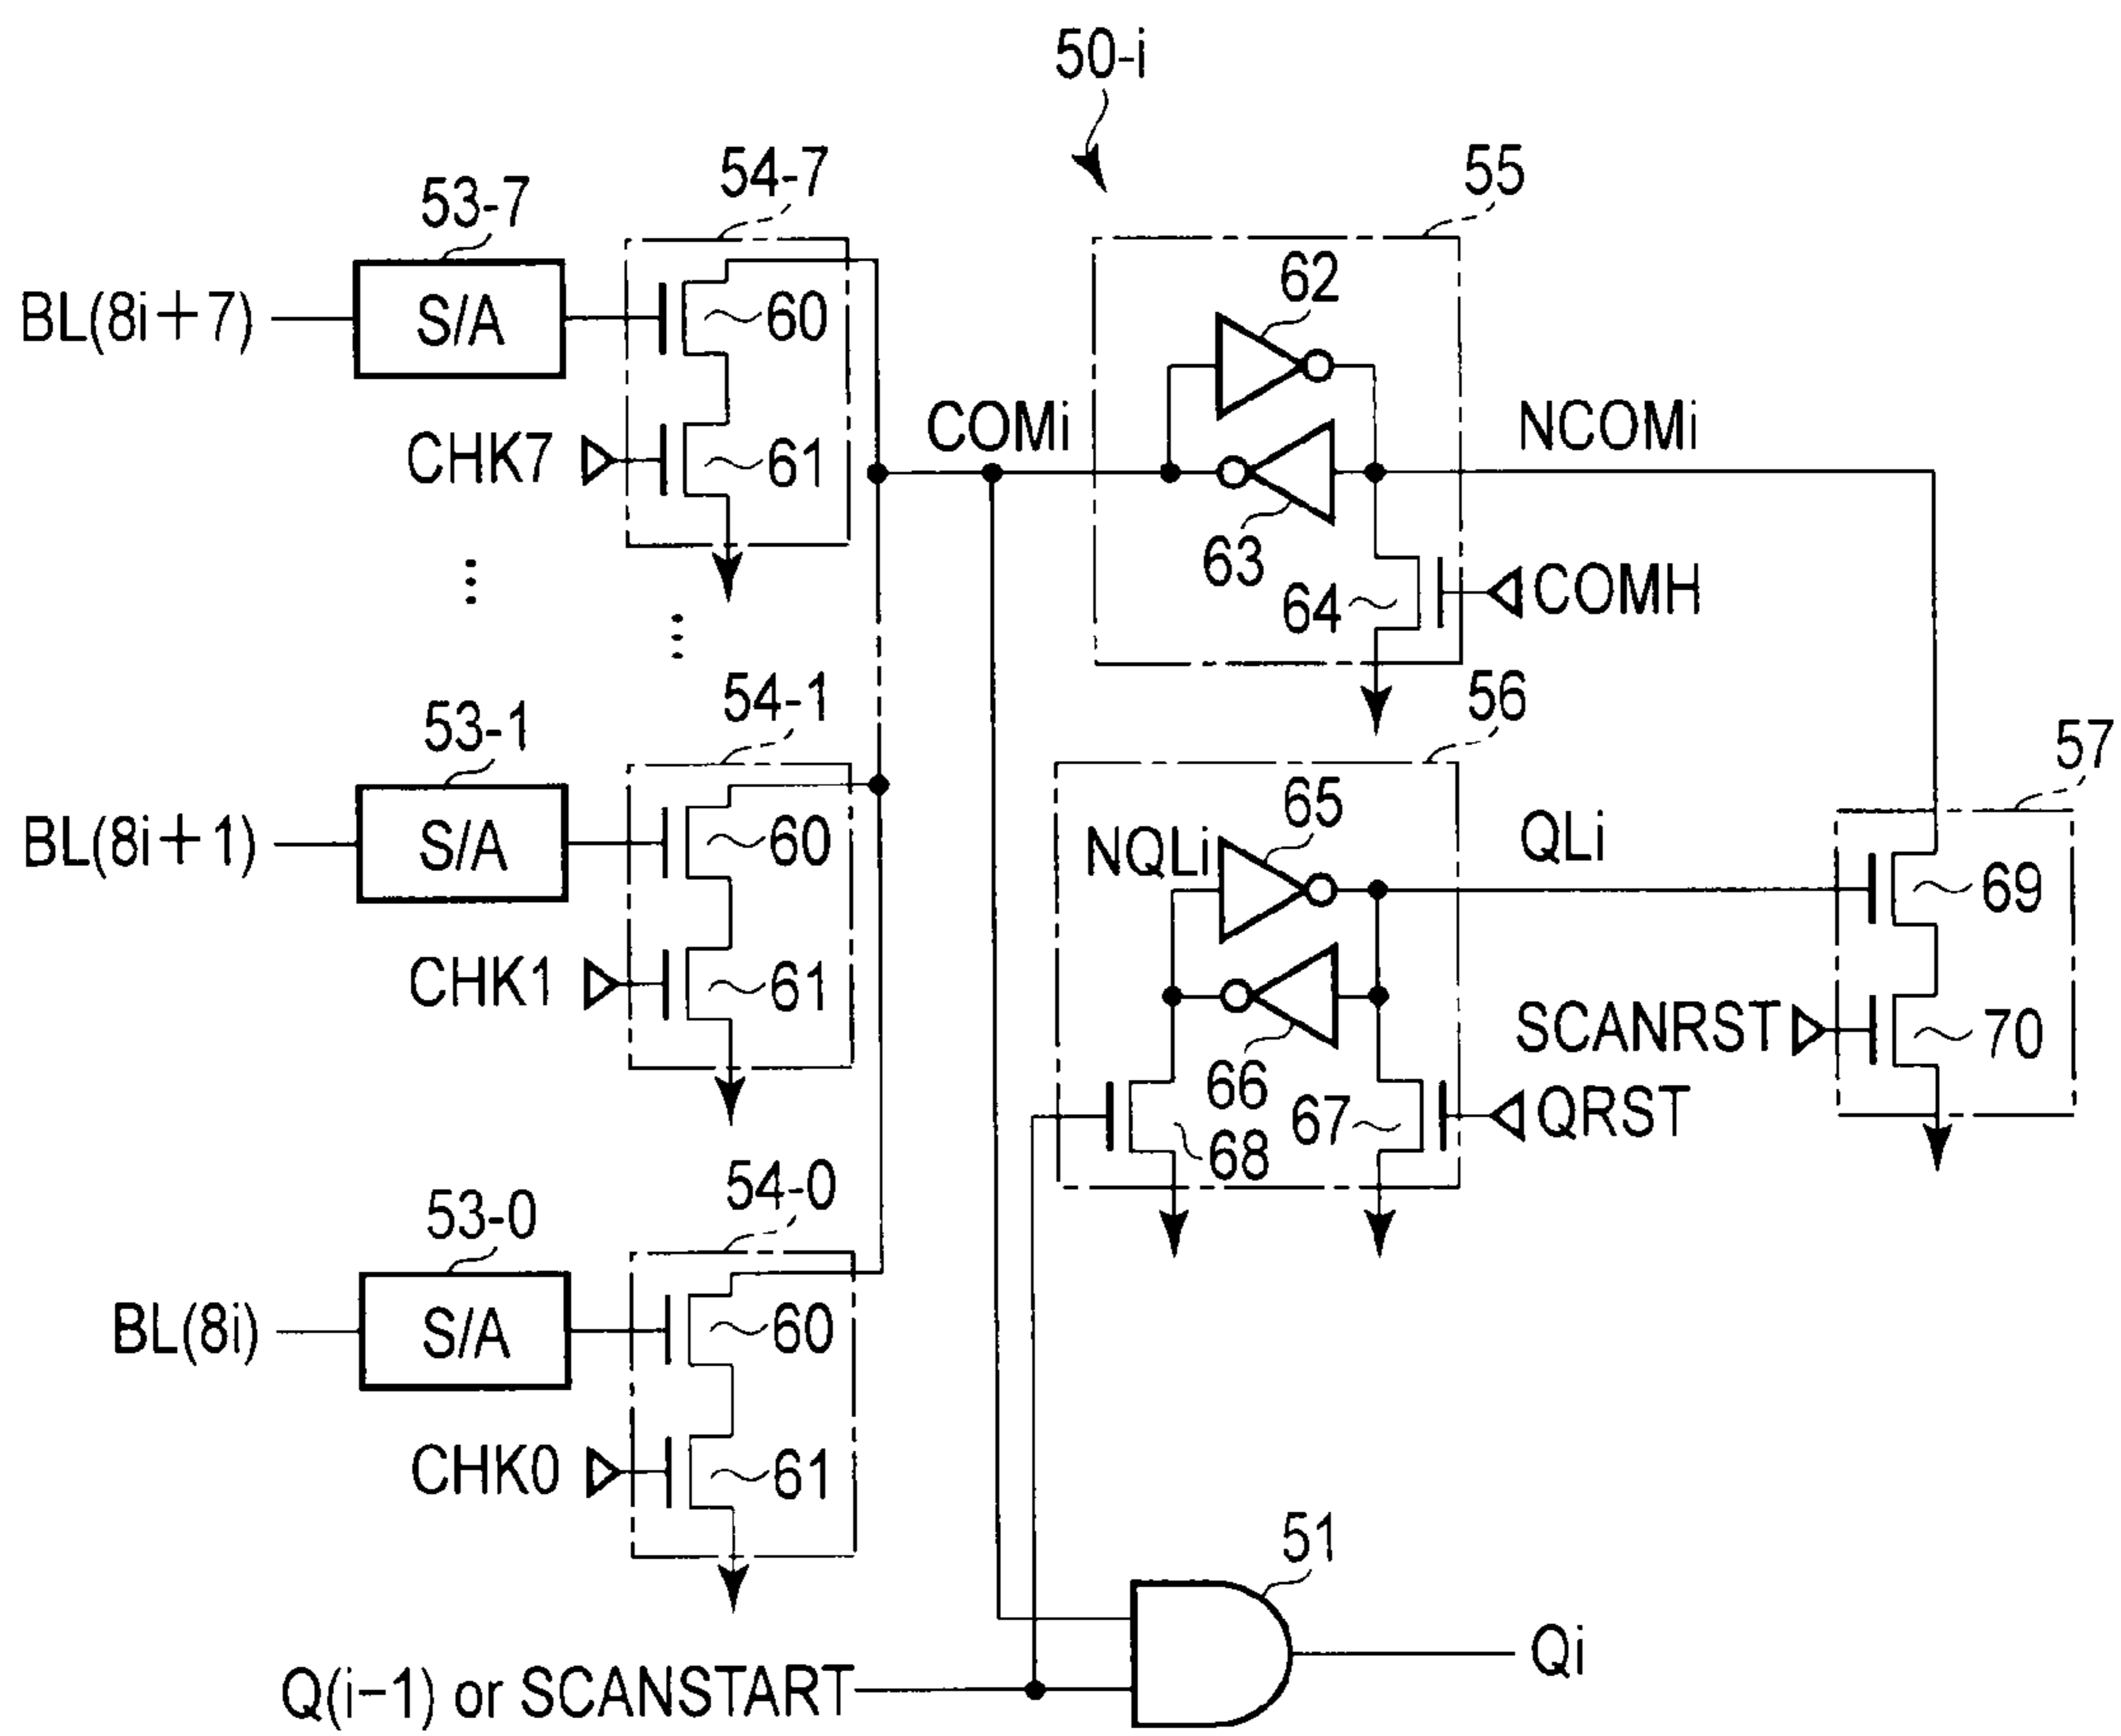 50-i
54-7
55
53-7
62
BL(8i+7)
S/A
60
COMi
NCOMi
CHK7
61
63
64
COMH
54-1
56
53-1
57
65
BL(8i+1)
S/A
60
NQLi
QLi
69
CHK1
61
SCANRST
70
66
67
QRST
68
54-0
53-0
BL(8i)
S/A
60
CHK0
61
51
Q(i-1) or SCANSTART
Qi